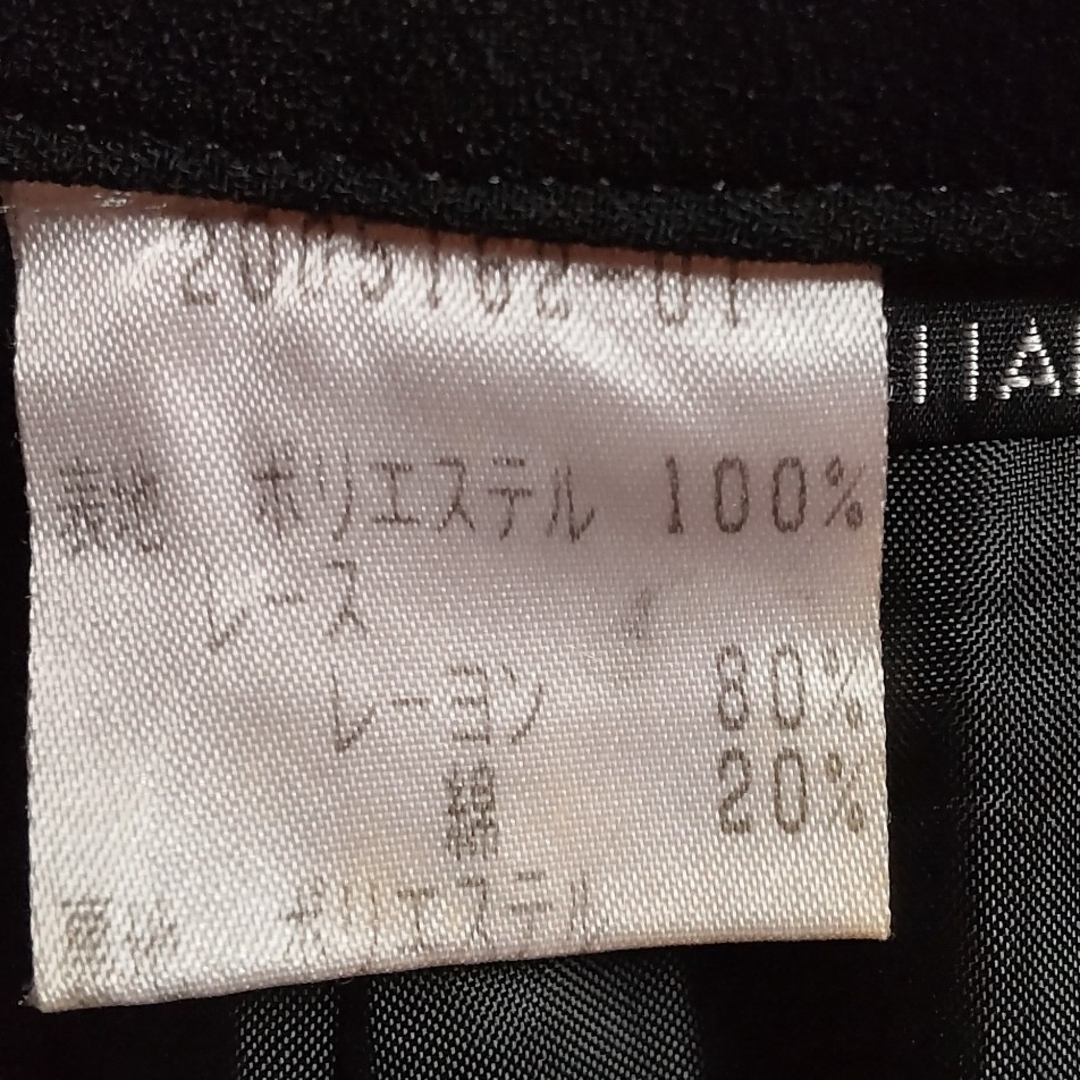 表地 ポリエステル 100%
レース
レーヨン 80%
綿 20%
裏地 ポリエステル